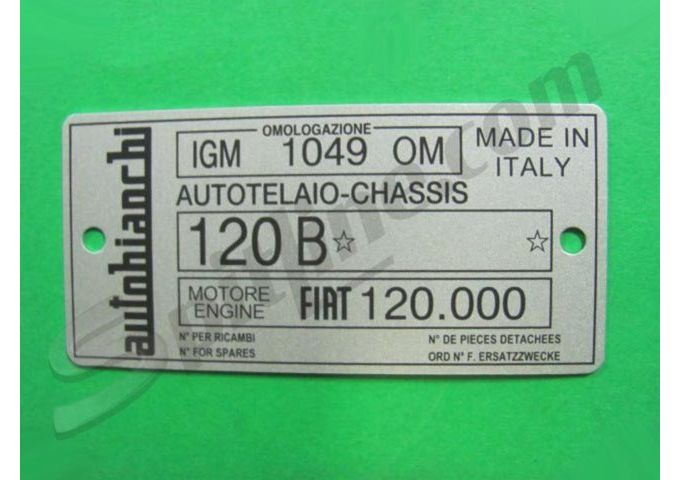 autobianchi
OMOLOGAZIONE
IGM 1049 OM
MADE IN
ITALY
AUTOTELAIO-CHASSIS
120 B☆ ☆
MOTORE
ENGINE
FIAT 120.000
N° PER RICAMBI
N° FOR SPARES
N° DE PIECES DETACHEES
ORD N° F. ERSATZZWECKE